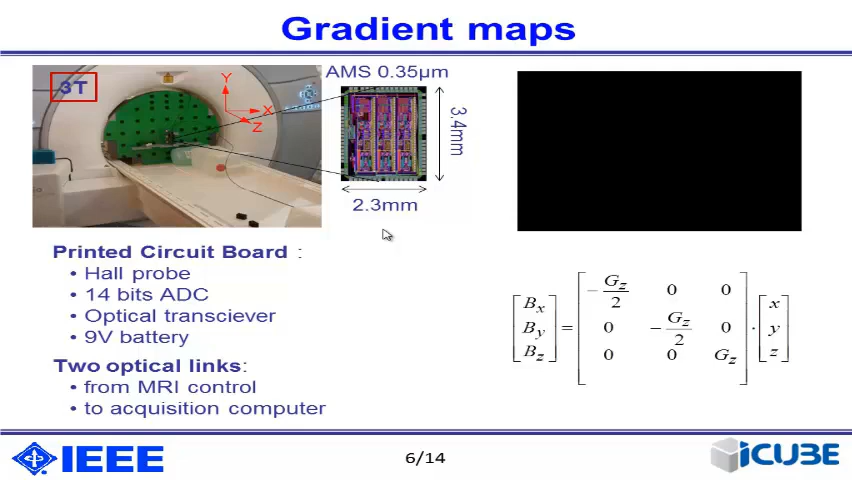 Gradient maps
3T
Y
X
Z
AMS 0.35µm
3.4mm
2.3mm
Printed Circuit Board :
• Hall probe
• 14 bits ADC
• Optical transciever
• 9V battery
Two optical links:
• from MRI control
• to acquisition computer
[Bx By Bz] = [-Gz/2 0 0
0 -Gz/2 0
0 0 Gz] · [x y z]
IEEE
6/14
iCUBE